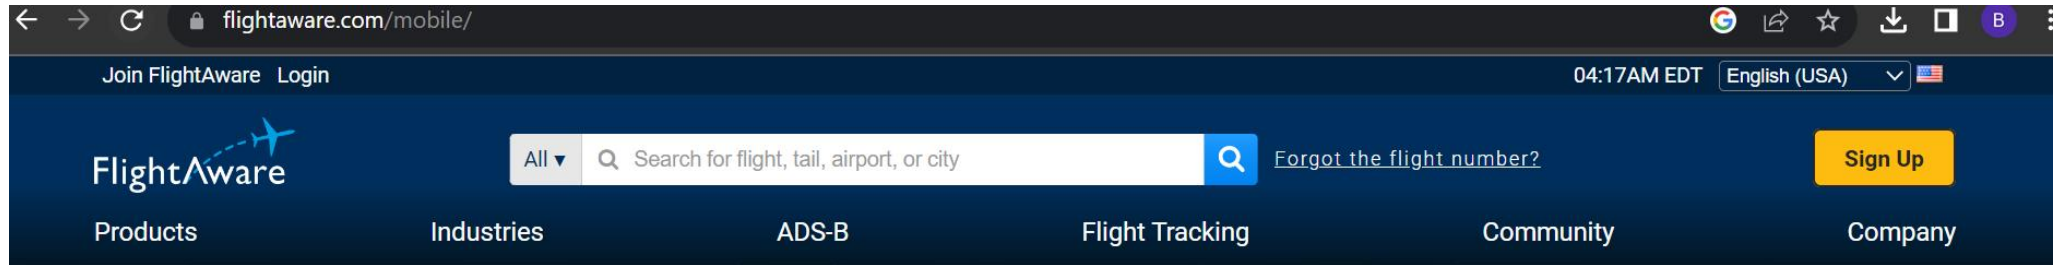 flightaware.com/mobile/
B
Join FlightAware Login 04:17AM EDT English (USA)
FlightAware
All Search for flight, tail, airport, or city Forgot the flight number? Sign Up
Products Industries ADS-B Flight Tracking Community Company